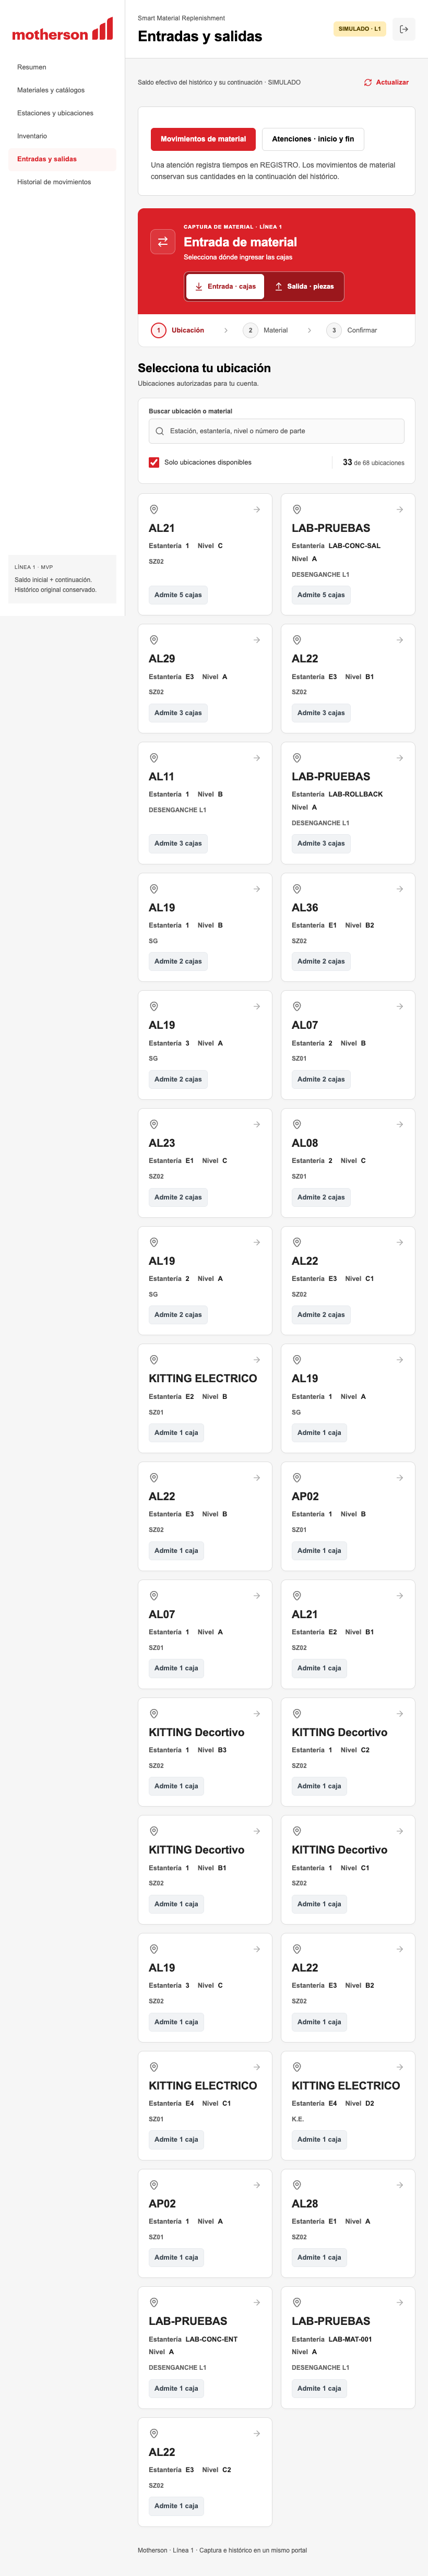 motherson
Resumen
Materiales y catálogos
Estaciones y ubicaciones
Inventario
Entradas y salidas
Historial de movimientos
LÍNEA 1 · MVP
Saldo inicial + continuación.
Histórico original conservado.
Smart Material Replenishment
Entradas y salidas
SIMULADO · L1
Saldo efectivo del histórico y su continuación · SIMULADO
Actualizar
Movimientos de material
Atenciones · inicio y fin
Una atención registra tiempos en REGISTRO. Los movimientos de material
conservan sus cantidades en la continuación del histórico.
CAPTURA DE MATERIAL · LÍNEA 1
Entrada de material
Selecciona dónde ingresar las cajas
Entrada · cajas
Salida · piezas
1 Ubicación
2 Material
3 Confirmar
Selecciona tu ubicación
Ubicaciones autorizadas para tu cuenta.
Buscar ubicación o material
Estación, estantería, nivel o número de parte
Solo ubicaciones disponibles
33 de 68 ubicaciones
AL21
Estantería 1 Nivel C
SZ02
Admite 5 cajas
LAB-PRUEBAS
Estantería LAB-CONC-SAL
Nivel A
DESENGANCHE L1
Admite 5 cajas
AL29
Estantería E3 Nivel A
SZ02
Admite 3 cajas
AL22
Estantería E3 Nivel B1
SZ02
Admite 3 cajas
AL11
Estantería 1 Nivel B
DESENGANCHE L1
Admite 3 cajas
LAB-PRUEBAS
Estantería LAB-ROLLBACK
Nivel A
DESENGANCHE L1
Admite 3 cajas
AL19
Estantería 1 Nivel B
SG
Admite 2 cajas
AL36
Estantería E1 Nivel B2
SZ02
Admite 2 cajas
AL19
Estantería 3 Nivel A
SG
Admite 2 cajas
AL07
Estantería 2 Nivel B
SZ01
Admite 2 cajas
AL23
Estantería E1 Nivel C
SZ02
Admite 2 cajas
AL08
Estantería 2 Nivel C
SZ01
Admite 2 cajas
AL19
Estantería 2 Nivel A
SG
Admite 2 cajas
AL22
Estantería E3 Nivel C1
SZ02
Admite 2 cajas
KITTING ELECTRICO
Estantería E2 Nivel B
SZ01
Admite 1 caja
AL19
Estantería 1 Nivel A
SG
Admite 1 caja
AL22
Estantería E3 Nivel B
SZ02
Admite 1 caja
AP02
Estantería 1 Nivel B
SZ01
Admite 1 caja
AL07
Estantería 1 Nivel A
SZ01
Admite 1 caja
AL21
Estantería E2 Nivel B1
SZ02
Admite 1 caja
KITTING Decortivo
Estantería 1 Nivel B3
SZ02
Admite 1 caja
KITTING Decortivo
Estantería 1 Nivel C2
SZ02
Admite 1 caja
KITTING Decortivo
Estantería 1 Nivel B1
SZ02
Admite 1 caja
KITTING Decortivo
Estantería 1 Nivel C1
SZ02
Admite 1 caja
AL19
Estantería 3 Nivel C
SZ02
Admite 1 caja
AL22
Estantería E3 Nivel B2
SZ02
Admite 1 caja
KITTING ELECTRICO
Estantería E4 Nivel C1
SZ01
Admite 1 caja
KITTING ELECTRICO
Estantería E4 Nivel D2
K.E.
Admite 1 caja
AP02
Estantería 1 Nivel A
SZ01
Admite 1 caja
AL28
Estantería E1 Nivel A
SZ02
Admite 1 caja
LAB-PRUEBAS
Estantería LAB-CONC-ENT
Nivel A
DESENGANCHE L1
Admite 1 caja
LAB-PRUEBAS
Estantería LAB-MAT-001
Nivel A
DESENGANCHE L1
Admite 1 caja
AL22
Estantería E3 Nivel C2
SZ02
Admite 1 caja
Motherson · Línea 1 · Captura e histórico en un mismo portal